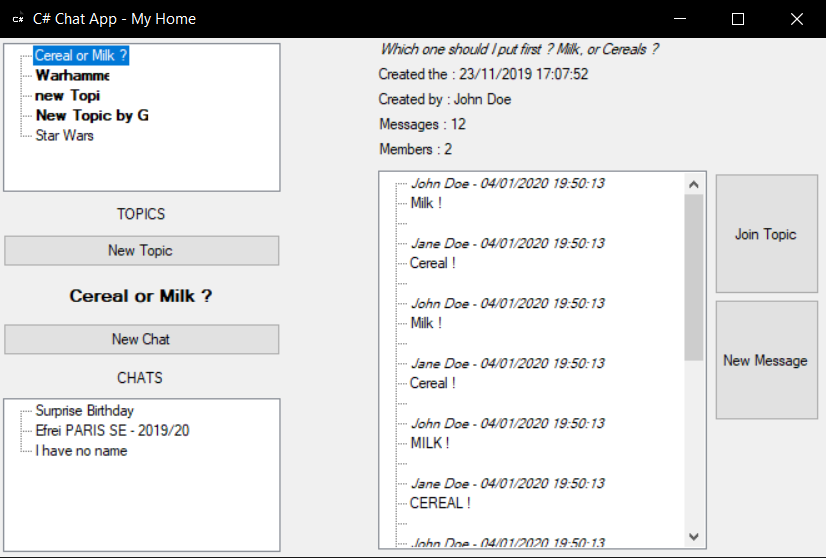 C# C# Chat App - My Home
Cereal or Milk ?
Warhamme
new Topi
New Topic by G
Star Wars
TOPICS
New Topic
Cereal or Milk ?
New Chat
CHATS
Surprise Birthday
Efrei PARIS SE - 2019/20
I have no name
Which one should I put first ? Milk, or Cereals ?
Created the : 23/11/2019 17:07:52
Created by : John Doe
Messages : 12
Members : 2
John Doe - 04/01/2020 19:50:13
Milk !
Jane Doe - 04/01/2020 19:50:13
Cereal !
John Doe - 04/01/2020 19:50:13
Milk !
Jane Doe - 04/01/2020 19:50:13
Cereal !
John Doe - 04/01/2020 19:50:13
MILK !
Jane Doe - 04/01/2020 19:50:13
CEREAL !
John Doe - 04/01/2020 19:50:13
Join Topic
New Message